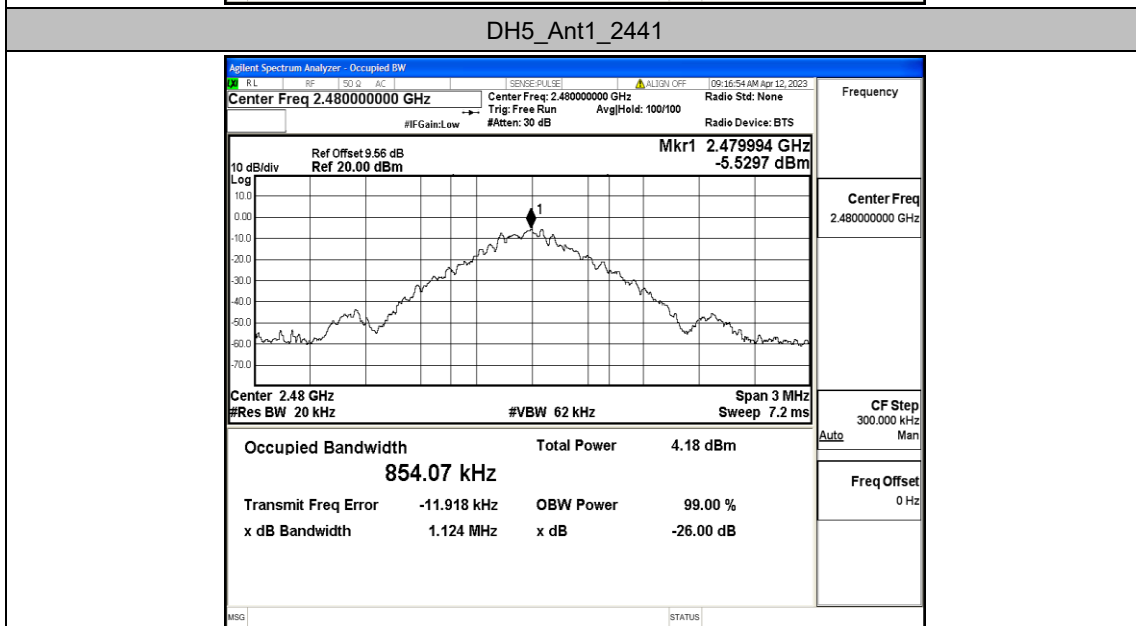 DH5_Ant1_2441
Agilent Spectrum Analyzer - Occupied BW
RL RF 50 Ω AC SENSE:PULSE ALIGN OFF 09:16:54 AM Apr 12, 2023
Center Freq 2.480000000 GHz
Center Freq: 2.480000000 GHz
Radio Std: None
Trig: Free Run Avg|Hold: 100/100
#IFGain:Low
#Atten: 30 dB
Radio Device: BTS
Frequency
Mkr1 2.479994 GHz
-5.5297 dBm
Ref Offset 9.56 dB
10 dB/div Ref 20.00 dBm
Log
10.0
0.00
-10.0
-20.0
-30.0
-40.0
-50.0
-60.0
-70.0
1
Center Freq
2.480000000 GHz
Center 2.48 GHz Span 3 MHz
#Res BW 20 kHz #VBW 62 kHz Sweep 7.2 ms
CF Step
300.000 kHz
Auto Man
Occupied Bandwidth Total Power 4.18 dBm
854.07 kHz
Transmit Freq Error -11.918 kHz OBW Power 99.00 %
x dB Bandwidth 1.124 MHz x dB -26.00 dB
Freq Offset
0 Hz
MSG STATUS